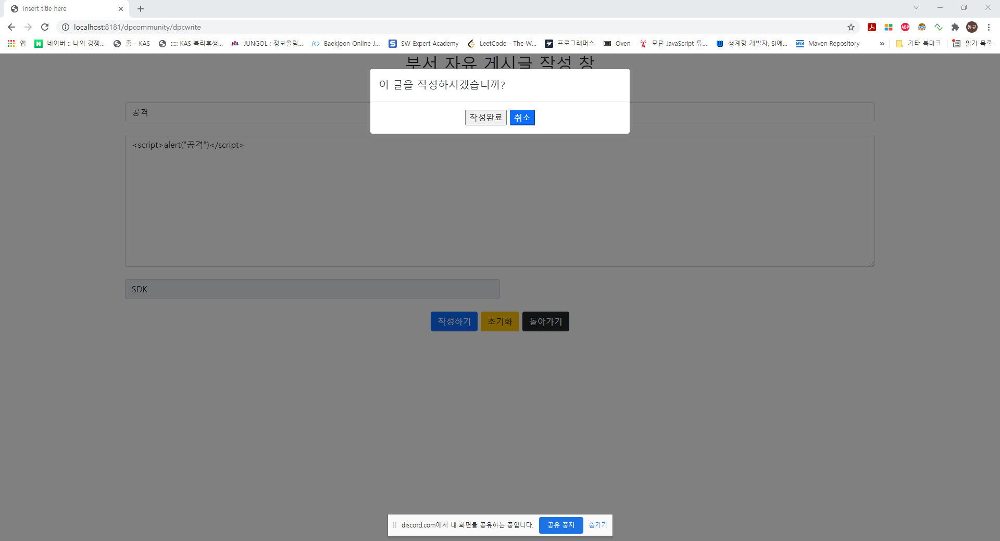 Insert title here
localhost:8181/dpcommunity/dpcwrite
ABP
동규
앱 네이버 :: 나의 경쟁... 홈 - KAS ::::: KAS 복리후생... JUNGOL : 정보올림... Baekjoon Online J... SW Expert Academy LeetCode - The W... 프로그래머스 Oven 모던 JavaScript 튜... 생계형 개발자, SI에... Maven Repository » 기타 북마크 읽기 목록
부서 자유 게시글 작성 창
이 글을 작성하시겠습니까?
작성완료 취소
공격
<script>alert("공격")</script>
SDK
작성하기 초기화 돌아가기
discord.com에서 내 화면을 공유하는 중입니다. 공유 중지 숨기기